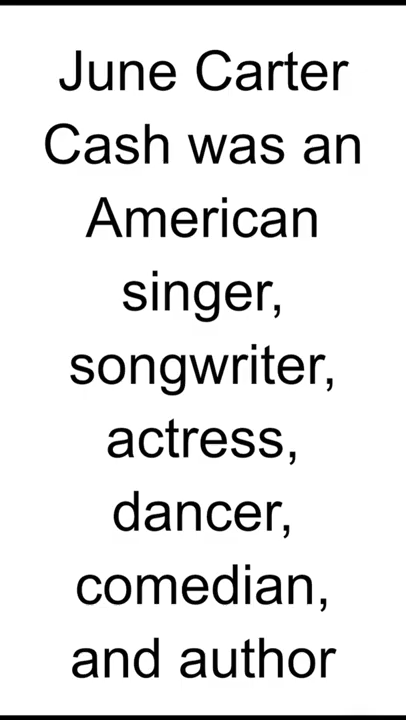 June Carter
Cash was an
American
singer,
songwriter,
actress,
dancer,
comedian,
and author